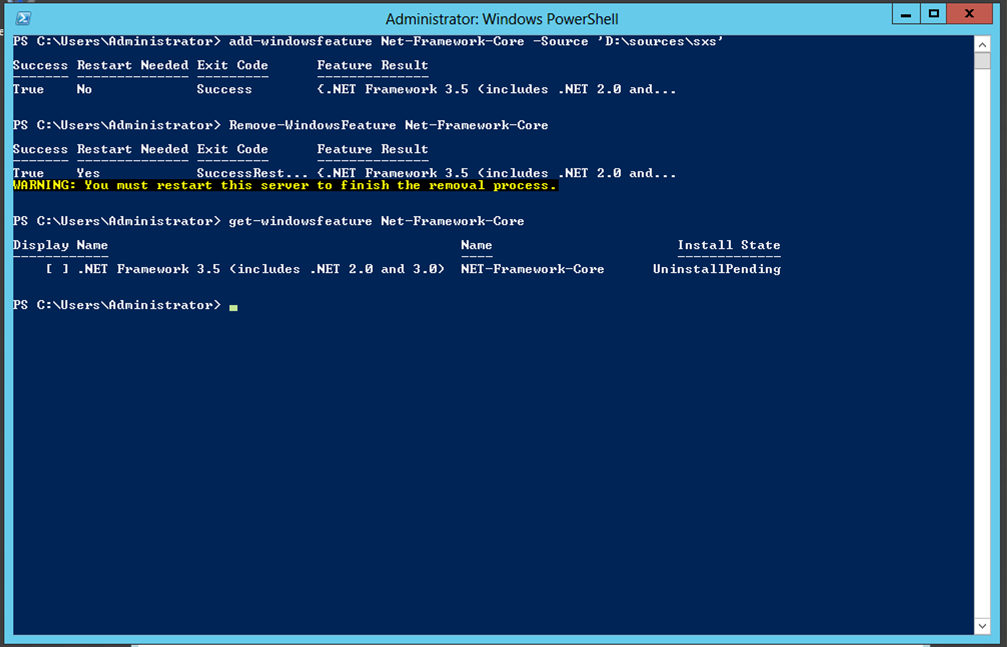 Administrator: Windows PowerShell
PS C:\Users\Administrator> add-windowsfeature Net-Framework-Core -Source 'D:\sources\sxs'
Success Restart Needed Exit Code      Feature Result
------- -------------- ---------      --------------
True    No             Success        {.NET Framework 3.5 (includes .NET 2.0 and...
PS C:\Users\Administrator> Remove-WindowsFeature Net-Framework-Core
Success Restart Needed Exit Code      Feature Result
------- -------------- ---------      --------------
True    Yes            SuccessRest... {.NET Framework 3.5 (includes .NET 2.0 and...
WARNING: You must restart this server to finish the removal process.
PS C:\Users\Administrator> get-windowsfeature Net-Framework-Core
Display Name                                            Name                       Install State
------------                                            ----                       -------------
    [ ] .NET Framework 3.5 (includes .NET 2.0 and 3.0)  NET-Framework-Core      UninstallPending
PS C:\Users\Administrator>